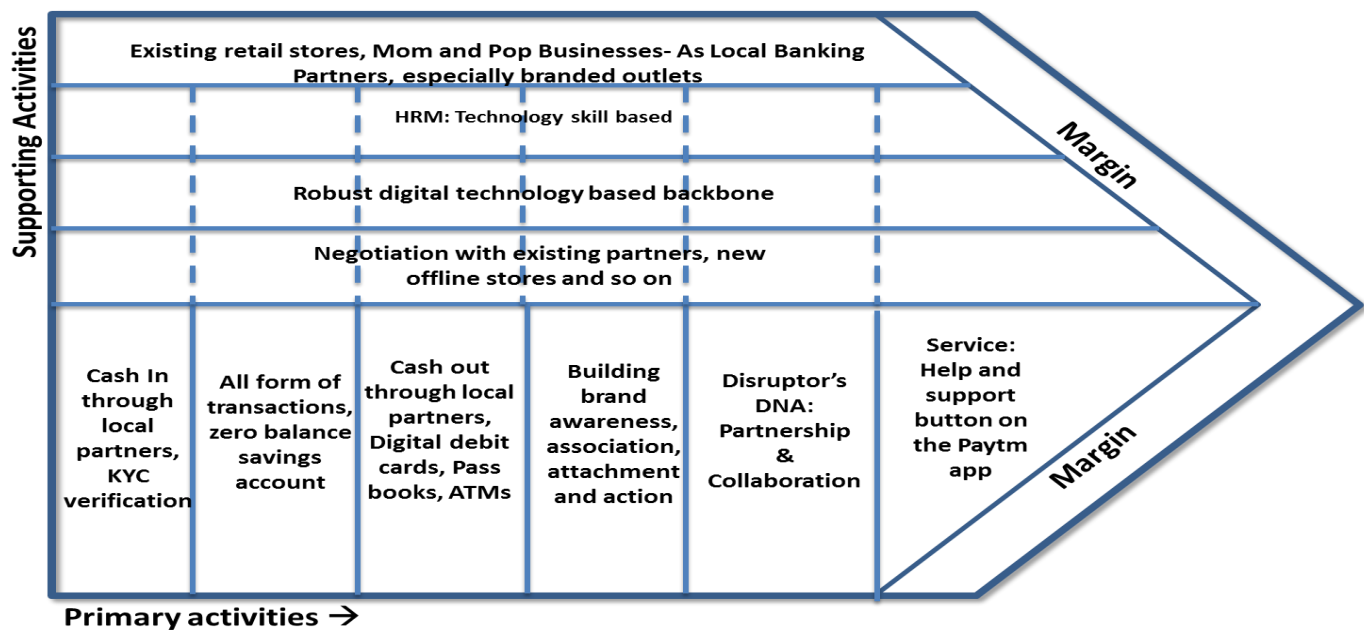 Supporting Activities
Existing retail stores, Mom and Pop Businesses- As Local Banking
Partners, especially branded outlets
HRM: Technology skill based
Robust digital technology based backbone
Negotiation with existing partners, new
offline stores and so on
Margin
Cash In
through
local
partners,
KYC
verification
All form of
transactions,
zero balance
savings
account
Cash out
through local
partners,
Digital debit
cards, Pass
books, ATMs
Building
brand
awareness,
association,
attachment
and action
Disruptor’s
DNA:
Partnership
&
Collaboration
Service:
Help and
support
button on
the Paytm
app
Margin
Primary activities →